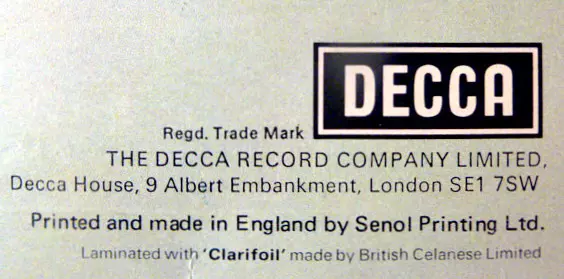 DECCA
Regd. Trade Mark
THE DECCA RECORD COMPANY LIMITED,
Decca House, 9 Albert Embankment, London SE1 7SW
Printed and made in England by Senol Printing Ltd.
Laminated with 'Clarifoil' made by British Celanese Limited